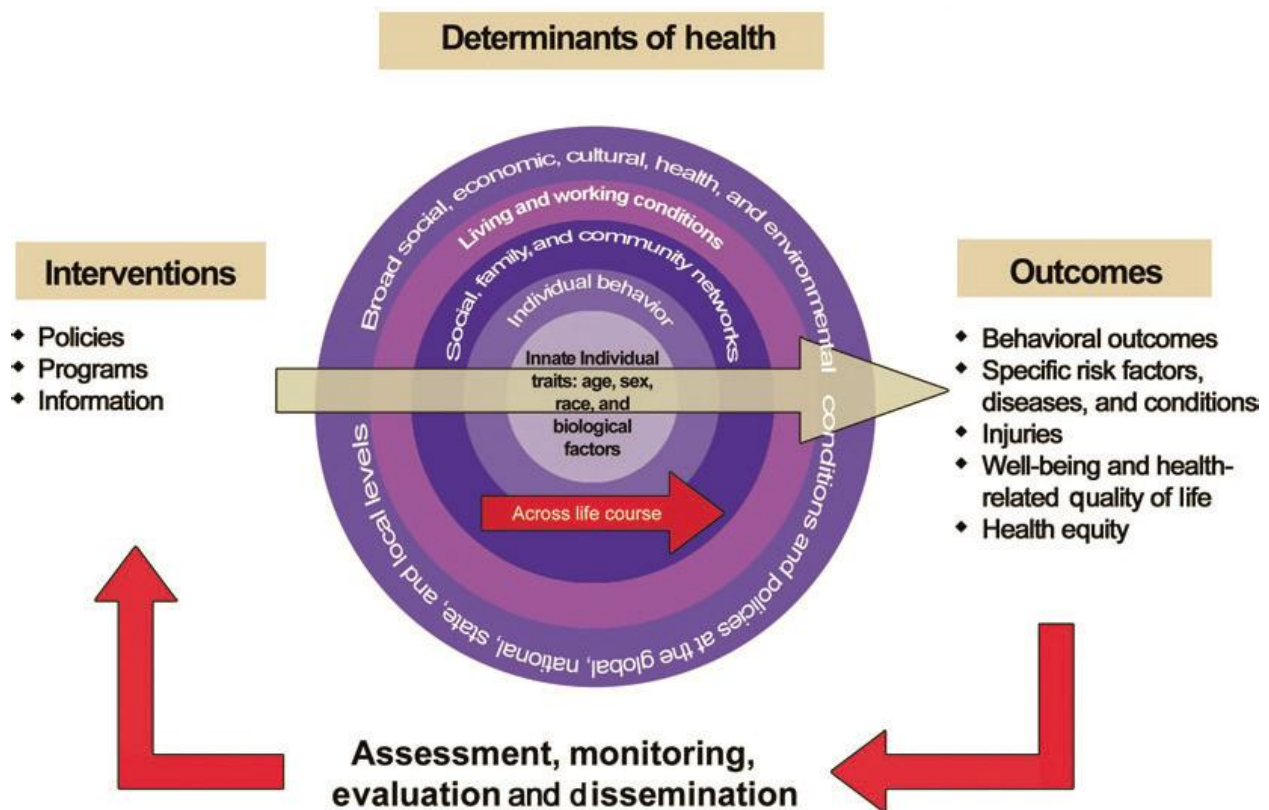 Determinants of health
Interventions
◆ Policies
◆ Programs
◆ Information
Broad social, economic, cultural, health, and environmental conditions and policies at the global, national, state, and local levels
Living and working conditions
Social, family, and community networks
Individual behavior
Innate Individual
traits: age, sex,
race, and
biological
factors
Across life course
Outcomes
◆ Behavioral outcomes
◆ Specific risk factors,
diseases, and conditions
◆ Injuries
◆ Well-being and health-
related quality of life
◆ Health equity
Assessment, monitoring,
evaluation and dissemination